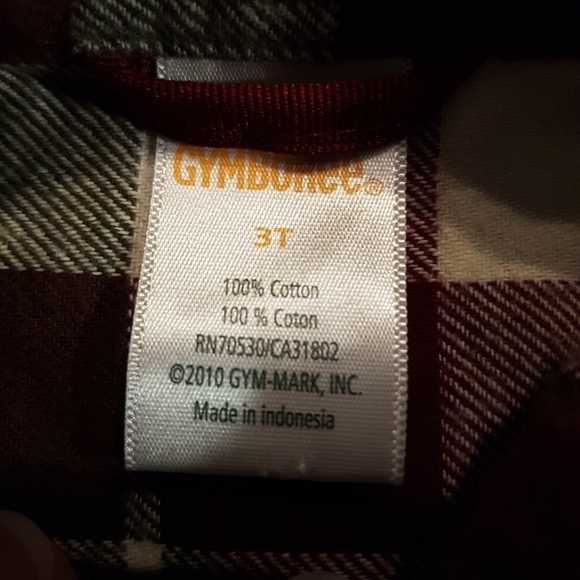 GYMBOREE®
3T
100% Cotton
100 % Coton
RN70530/CA31802
©2010 GYM-MARK, INC.
Made in indonesia